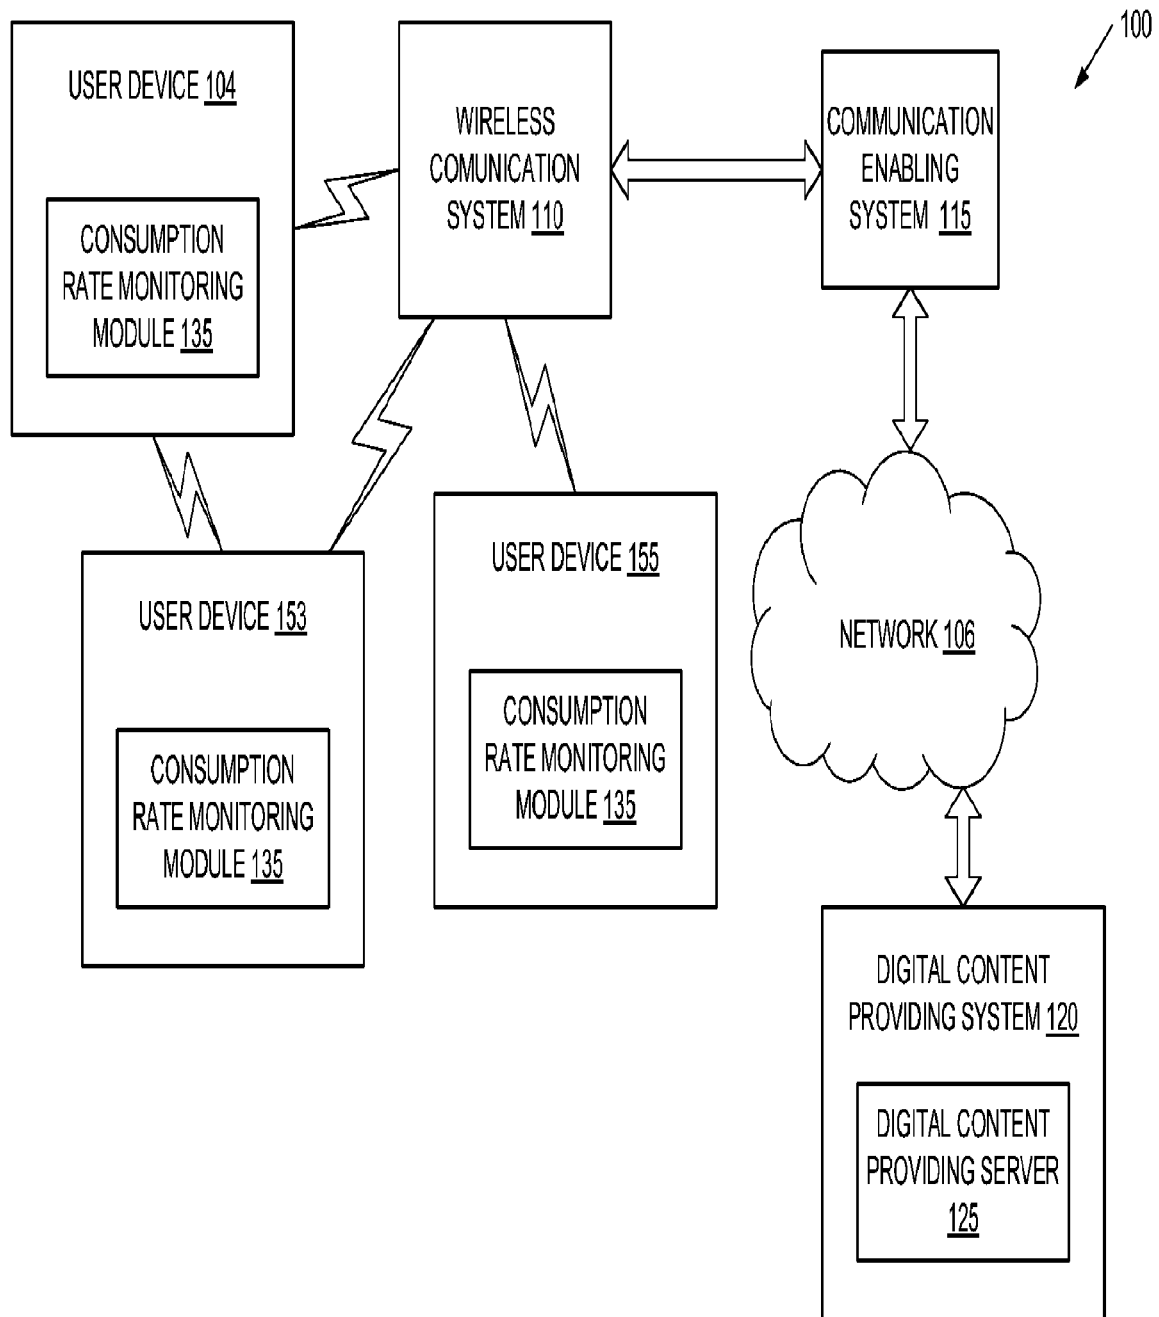 100
USER DEVICE 104
CONSUMPTION
RATE MONITORING
MODULE 135
WIRELESS
COMUNICATION
SYSTEM 110
COMMUNICATION
ENABLING
SYSTEM 115
USER DEVICE 153
CONSUMPTION
RATE MONITORING
MODULE 135
USER DEVICE 155
CONSUMPTION
RATE MONITORING
MODULE 135
NETWORK 106
DIGITAL CONTENT
PROVIDING SYSTEM 120
DIGITAL CONTENT
PROVIDING SERVER
125